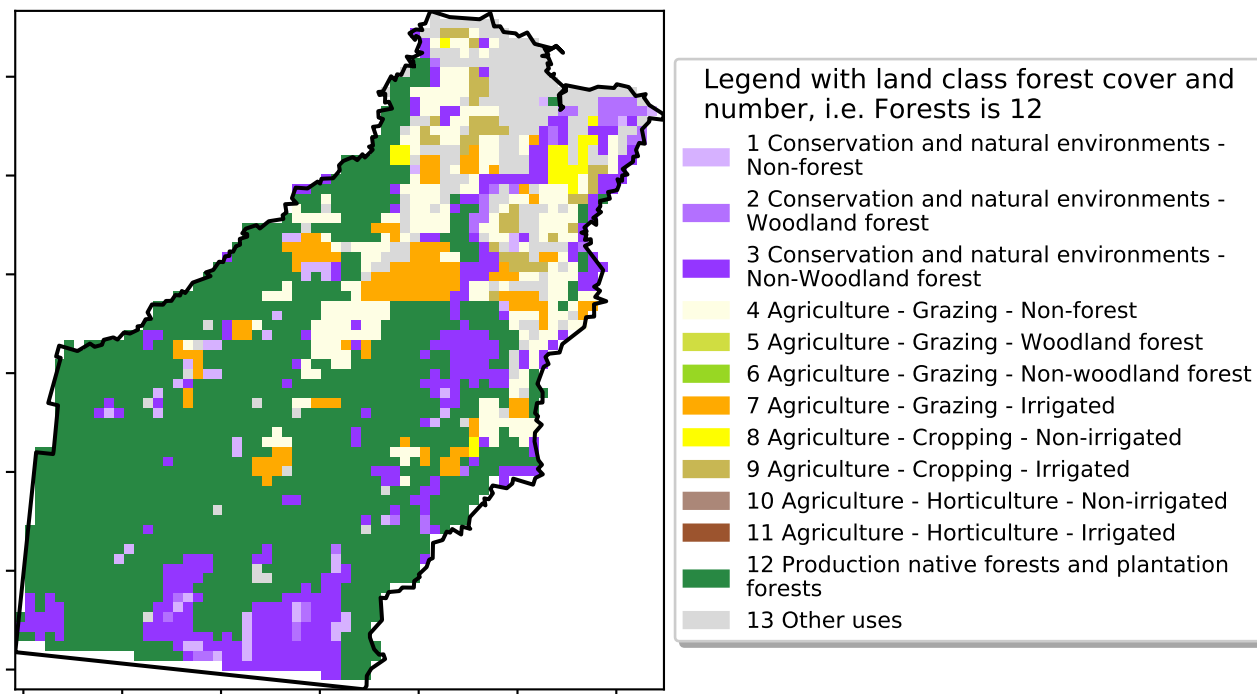 Legend with land class forest cover and
number, i.e. Forests is 12
1 Conservation and natural environments -
Non-forest
2 Conservation and natural environments -
Woodland forest
3 Conservation and natural environments -
Non-Woodland forest
4 Agriculture - Grazing - Non-forest
5 Agriculture - Grazing - Woodland forest
6 Agriculture - Grazing - Non-woodland forest
7 Agriculture - Grazing - Irrigated
8 Agriculture - Cropping - Non-irrigated
9 Agriculture - Cropping - Irrigated
10 Agriculture - Horticulture - Non-irrigated
11 Agriculture - Horticulture - Irrigated
12 Production native forests and plantation
forests
13 Other uses